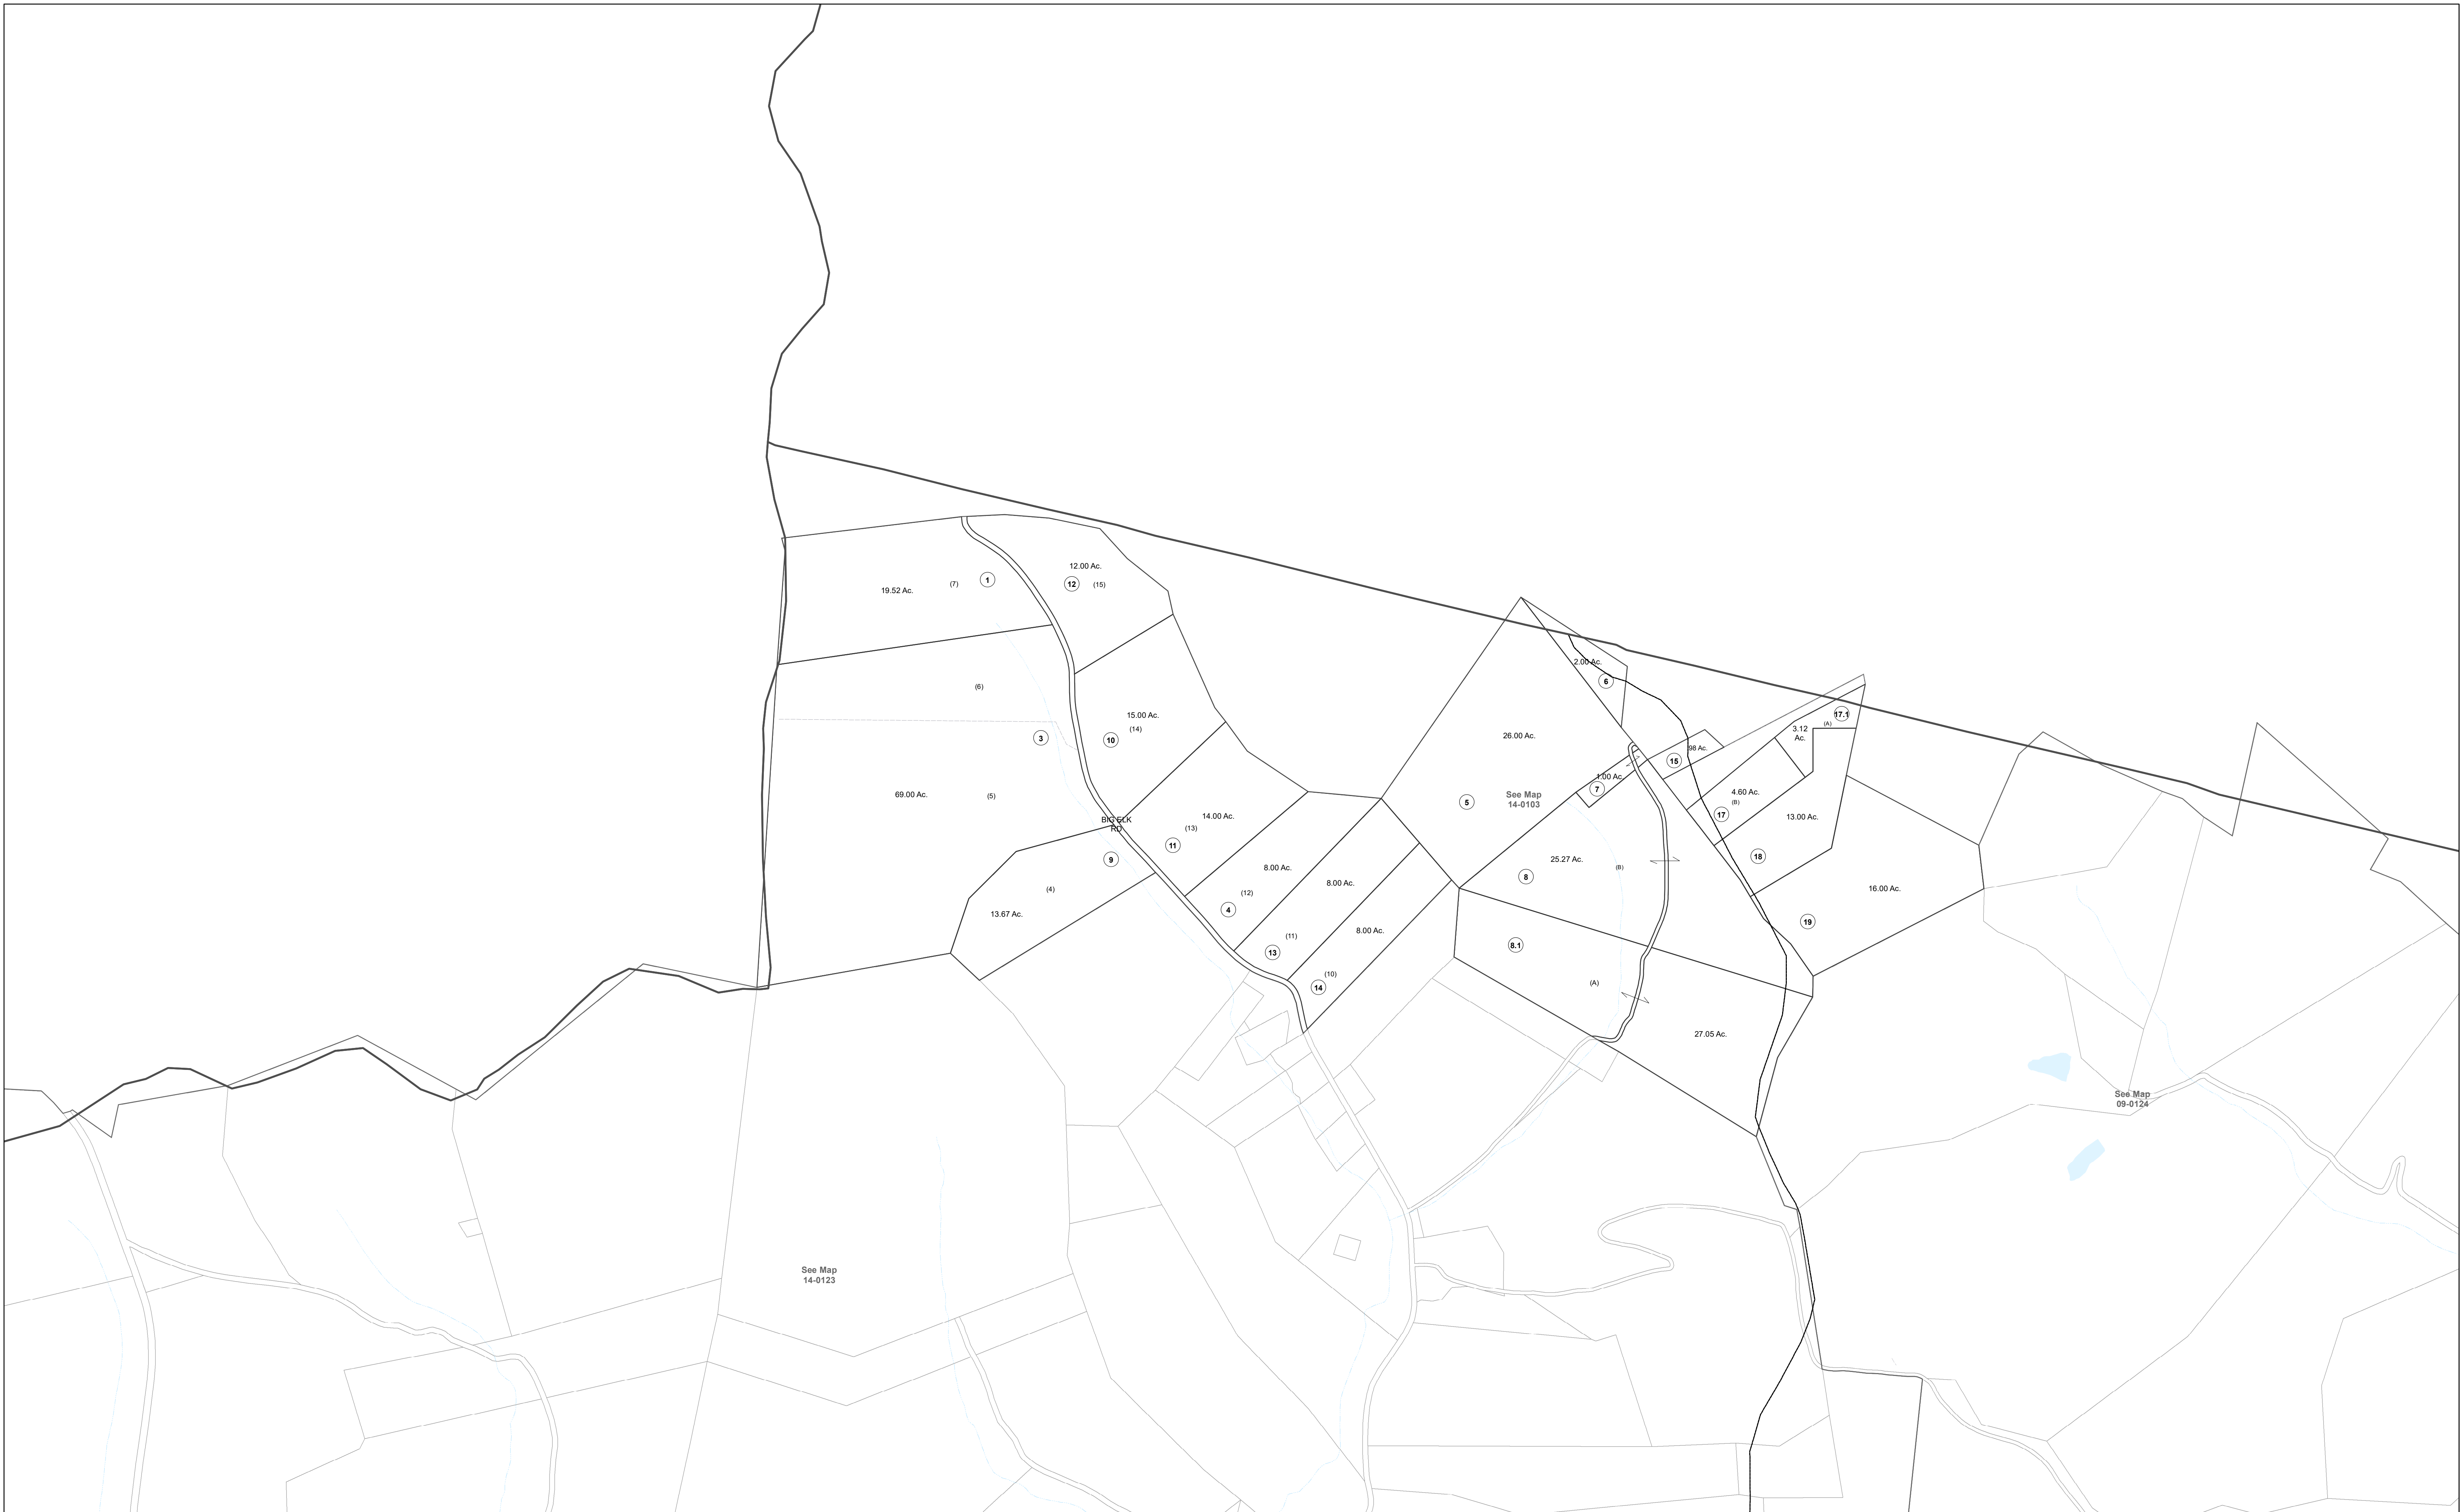 12.00 Ac.
19.52 Ac.
(7)
1
12
(15)
2.00 Ac.
6
(6)
15.00 Ac.
(14)
10
3
26.00 Ac.
17.1
(A)
3.12
Ac.
.98 Ac.
15
1.00 Ac.
7
69.00 Ac.
(5)
See Map
14-0103
5
4.60 Ac.
(B)
17
13.00 Ac.
BIG ELK
RD
14.00 Ac.
(13)
11
9
(4)
13.67 Ac.
8.00 Ac.
(12)
4
8.00 Ac.
25.27 Ac.
(B)
8
18
16.00 Ac.
19
8.00 Ac.
(11)
13
(10)
14
8.1
(A)
27.05 Ac.
See Map
09-0124
See Map
14-0123